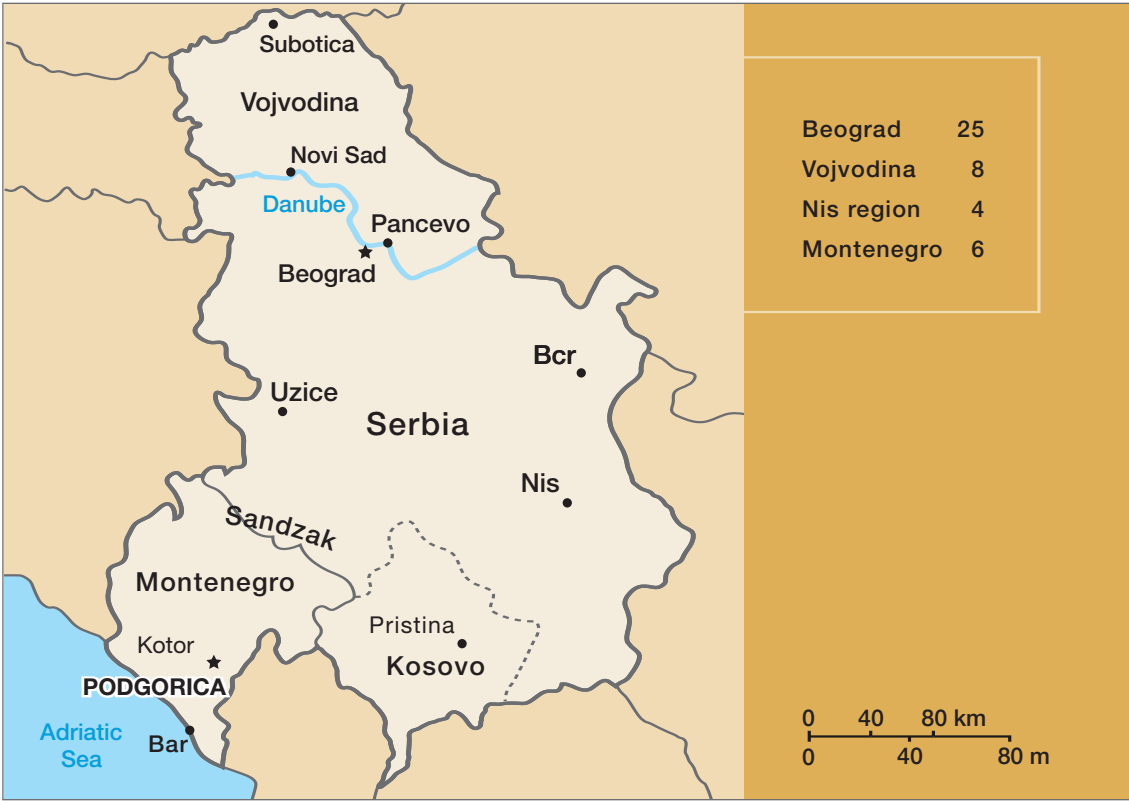 Subotica
Vojvodina
Novi Sad
Danube
Pancevo
Beograd
Bcr
Uzice
Serbia
Nis
Sandzak
Montenegro
Pristina
Kotor
Kosovo
PODGORICA
Adriatic
Sea
Bar
Beograd 25
Vojvodina 8
Nis region 4
Montenegro 6
0 40 80 km
0 40 80 m